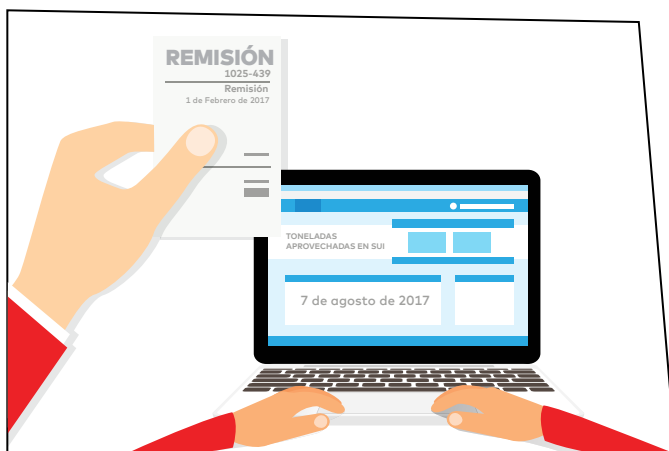 REMISIÓN
1025-439
Remisión
1 de Febrero de 2017
TONELADAS
APROVECHADAS EN SUI
7 de agosto de 2017